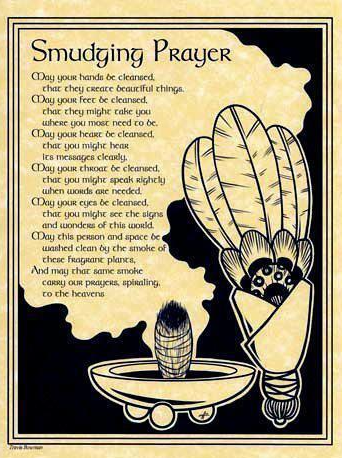 Smudging Prayer
May your hands be cleansed,
that they create beautiful things.
May your feet be cleansed,
that they might take you
where you most need to be.
May your heart be cleansed,
that you might hear
its messages clearly.
May your throat be cleansed,
that you might speak rightly
when words are needed.
May your eyes be cleansed,
that you might see the signs
and wonders of this world.
May this person and space be
washed clean by the smoke of
these fragrant plants,
And may that same smoke
carry our prayers, spiraling,
to the heavens
Travis Bowman